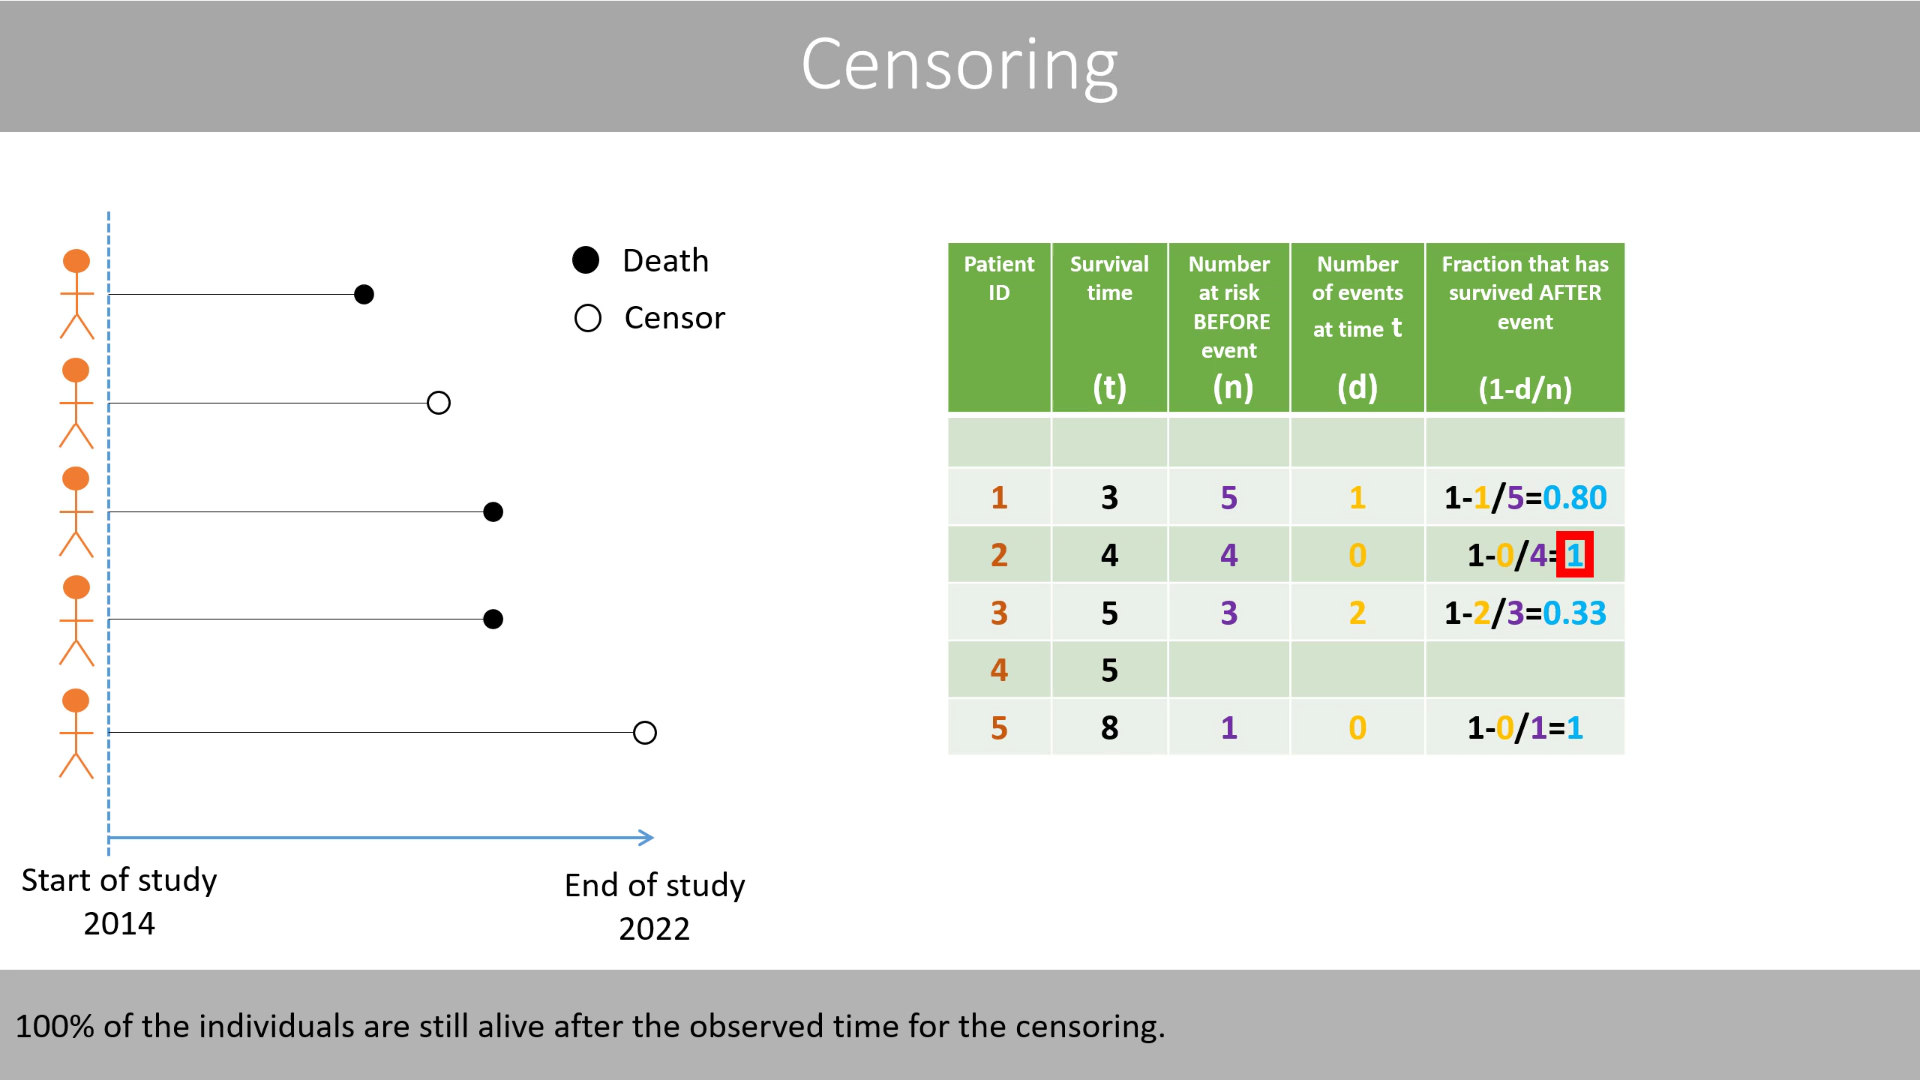 Censoring
Death
Censor
Start of study
2014
End of study
2022
Patient ID | Survival time (t) | Number at risk BEFORE event (n) | Number of events at time t (d) | Fraction that has survived AFTER event (1-d/n)
1 3 5 1 1-1/5=0.80
2 4 4 0 1-0/4=1
3 5 3 2 1-2/3=0.33
4 5
5 8 1 0 1-0/1=1
100% of the individuals are still alive after the observed time for the censoring.